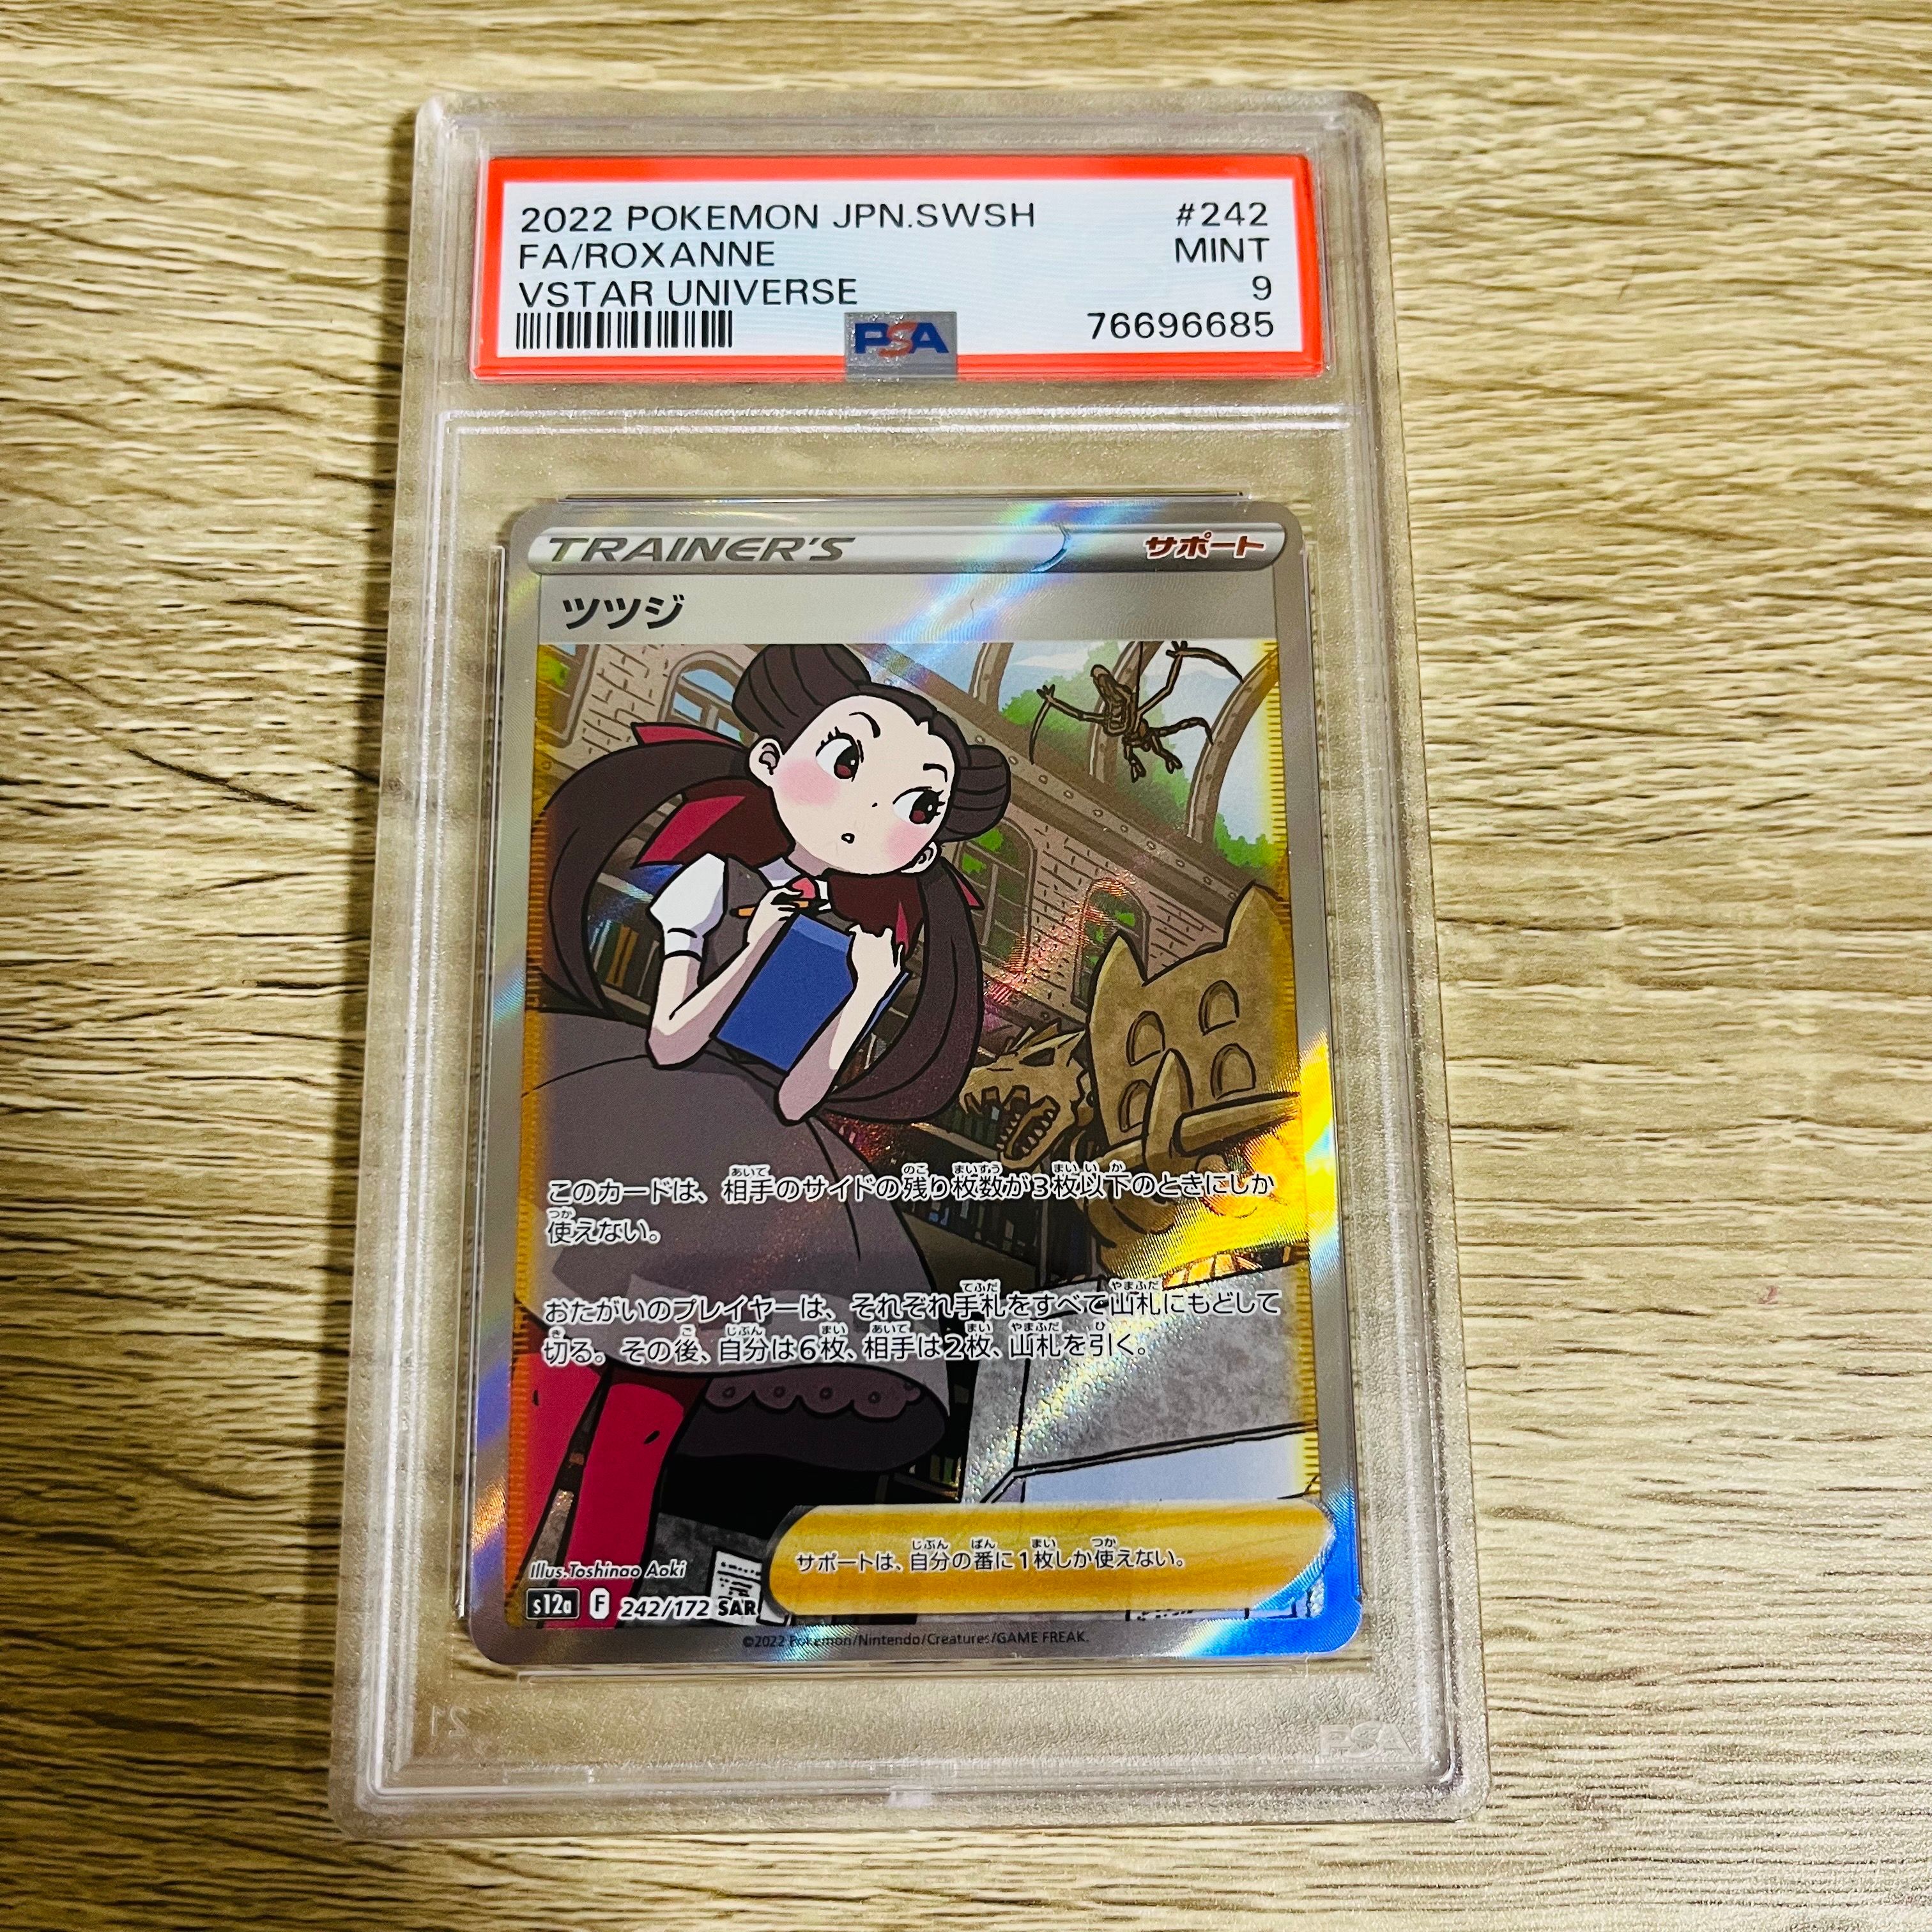 2022 POKEMON JPN.SWSH #242
FA/ROXANNE MINT
VSTAR UNIVERSE 9
PSA 76696685
TRAINER'S サポート
ツツジ
このカードは、相手のサイドの残り枚数が3枚以下のときにしか
使えない。
おたがいのプレイヤーは、それぞれ手札をすべて山札にもどして
切る。その後、自分は6枚、相手は2枚、山札を引く。
サポートは、自分の番に1枚しか使えない。
Illus. Toshinao Aoki
s12a F 242/172 SAR
©2022 Pokémon/Nintendo/Creatures/GAME FREAK.
PSA